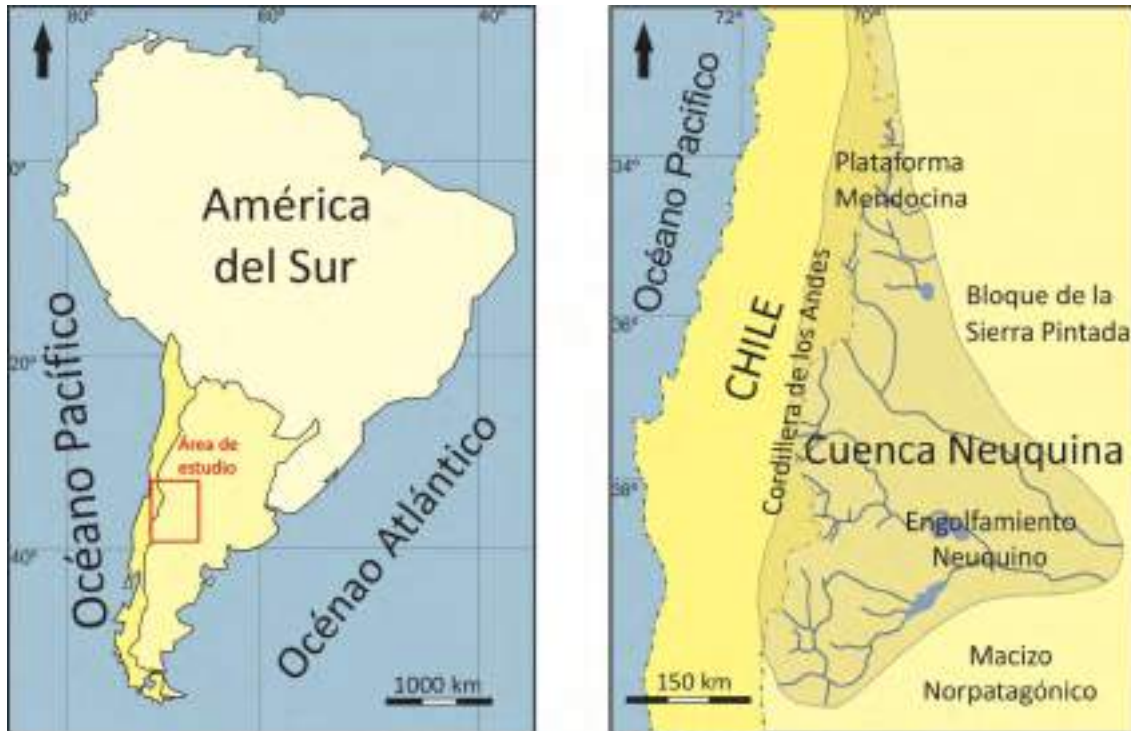 80°
60°
40°
0°
América
del Sur
Océano Pacífico
20°
Área de
estudio
Océnao Atlántico
40°
1000 km
72°
70°
Océano Pacífico
34°
Plataforma
Mendocina
Cordillera de los Andes
CHILE
36°
Bloque de la
Sierra Pintada
Cuenca Neuquina
38°
Engolfamiento
Neuquino
Macizo
Norpatagónico
150 km